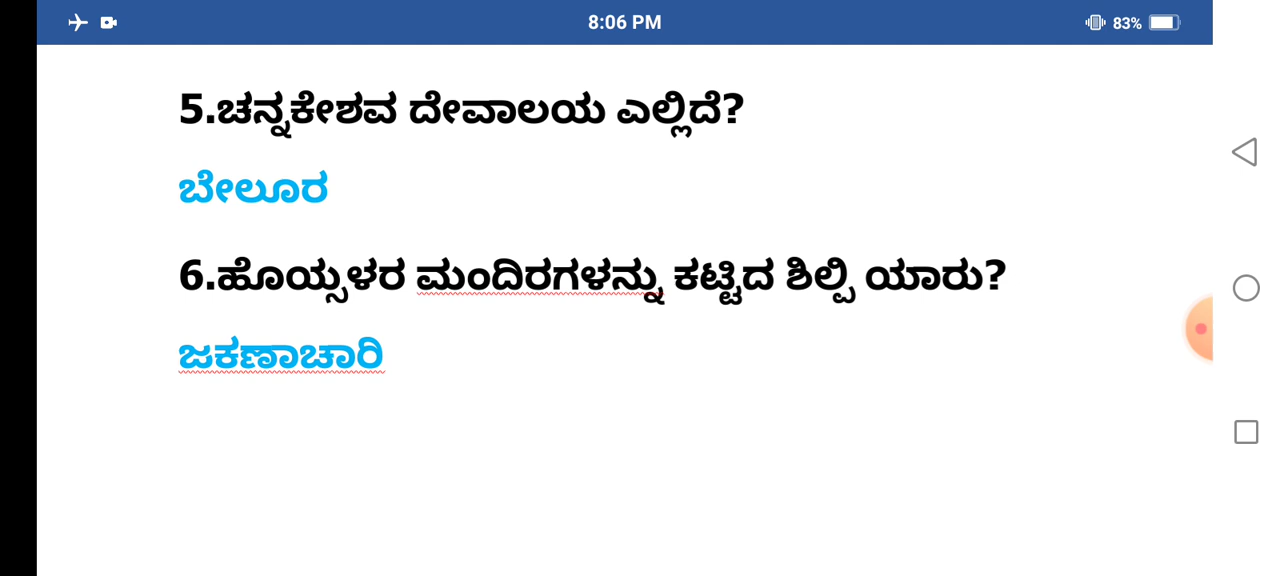 8:06 PM
83%
5.ಚನ್ನಕೇಶವ ದೇವಾಲಯ ಎಲ್ಲಿದೆ?
ಬೇಲೂರ
6.ಹೊಯ್ಸಳರ ಮಂದಿರಗಳನ್ನು ಕಟ್ಟಿದ ಶಿಲ್ಪಿ ಯಾರು?
ಜಕಣಾಚಾರಿ